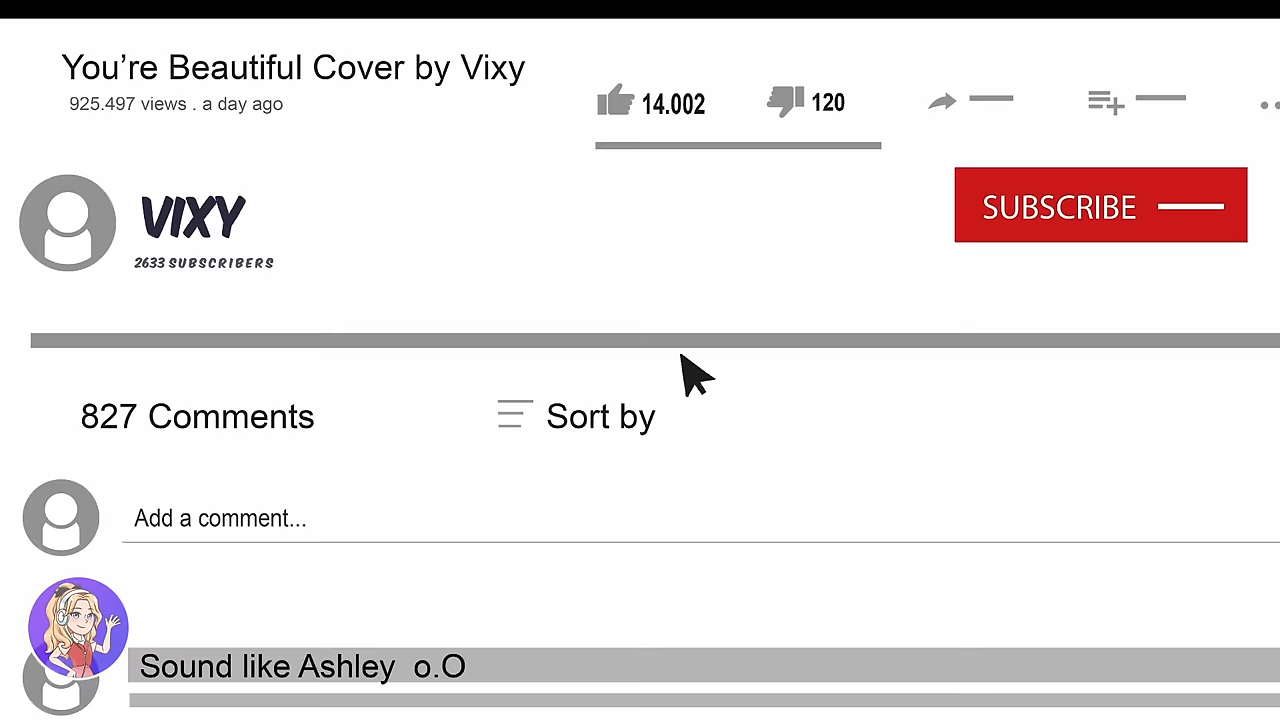 You’re Beautiful Cover by Vixy
925.497 views . a day ago
14.002
120
VIXY
2633 SUBSCRIBERS
SUBSCRIBE
827 Comments
Sort by
Add a comment...
Sound like Ashley o.O